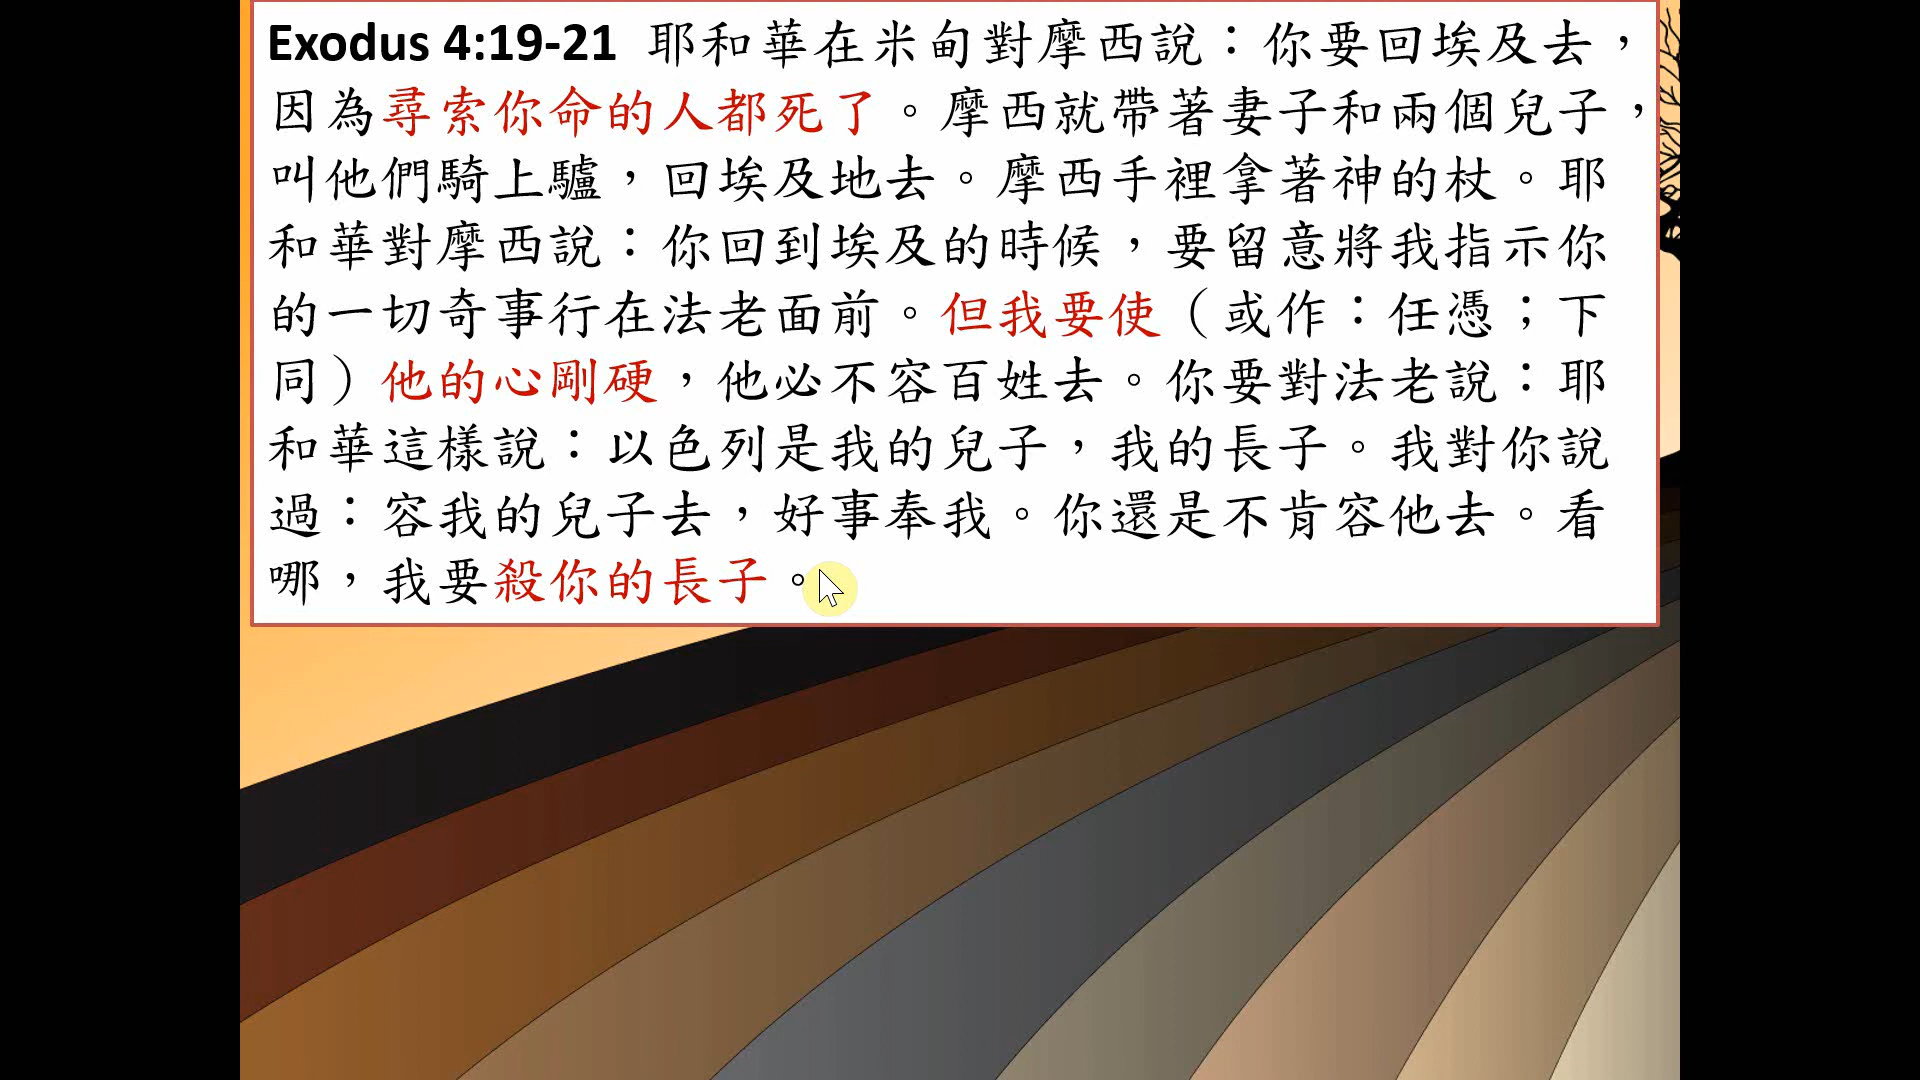 Exodus 4:19-21 耶和華在米甸對摩西說：你要回埃及去，
因為尋索你命的人都死了。摩西就帶著妻子和兩個兒子，
叫他們騎上驢，回埃及地去。摩西手裡拿著神的杖。耶
和華對摩西說：你回到埃及的時候，要留意將我指示你
的一切奇事行在法老面前。但我要使（或作：任憑；下
同）他的心剛硬，他必不容百姓去。你要對法老說：耶
和華這樣說：以色列是我的兒子，我的長子。我對你說
過：容我的兒子去，好事奉我。你還是不肯容他去。看
哪，我要殺你的長子。